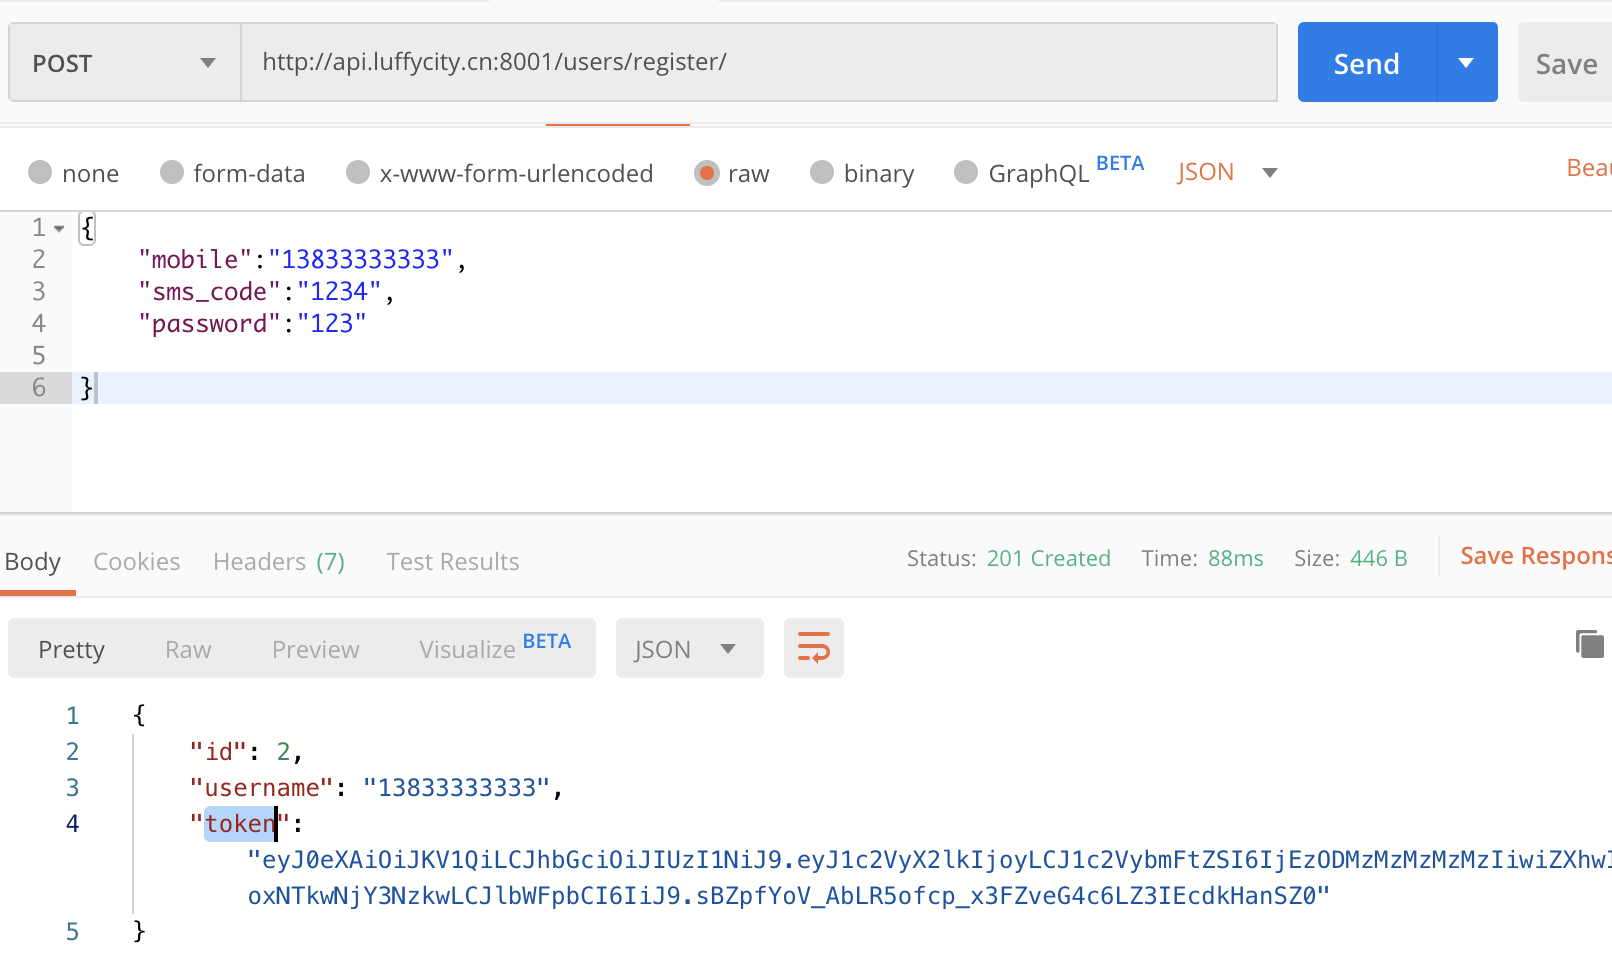 POST http://api.luffycity.cn:8001/users/register/ Send Save
none form-data x-www-form-urlencoded raw binary GraphQL BETA JSON Beau
1 {
2 "mobile":"13833333333",
3 "sms_code":"1234",
4 "password":"123"
5
6 }
Body Cookies Headers (7) Test Results Status: 201 Created Time: 88ms Size: 446 B Save Respons
Pretty Raw Preview Visualize BETA JSON
1 {
2 "id": 2,
3 "username": "13833333333",
4 "token":
"eyJ0eXAiOiJKV1QiLCJhbGciOiJIUzI1NiJ9.eyJ1c2VyX2lkIjoyLCJ1c2VybmFtZSI6IjEzODMzMzMzMzMzIiwiZXhwI
oxNTkwNjY3NzkwLCJlbWFpbCI6IiJ9.sBZpfYoV_AbLR5ofcp_x3FZveG4c6LZ3IEcdkHanSZ0"
5 }